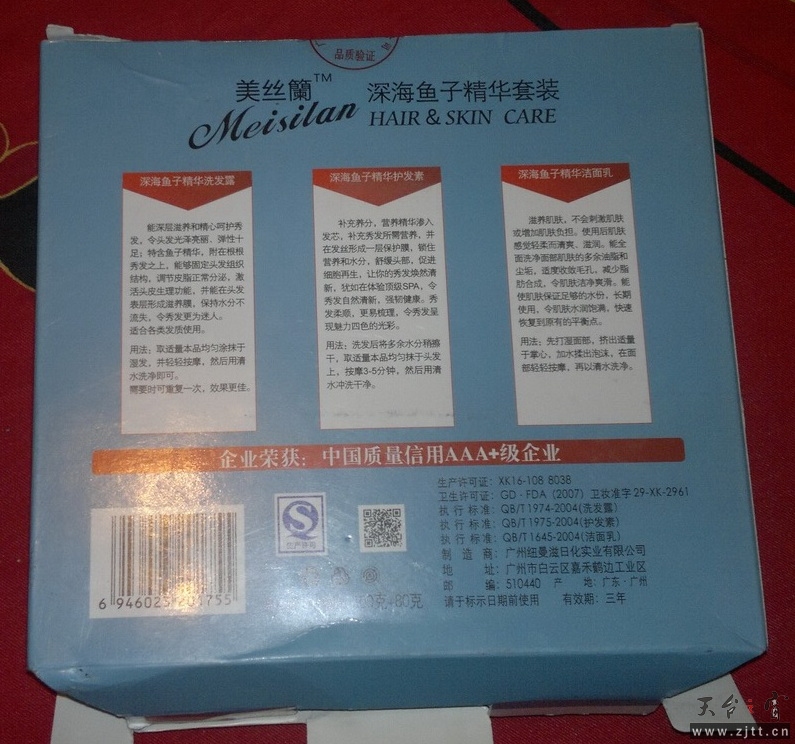 品质验证
美丝蘭™ 深海鱼子精华套装
Meisilan HAIR & SKIN CARE
深海鱼子精华洗发露
能深层滋养和精心呵护秀
发，令头发光泽亮丽，弹性十
足；特含鱼子精华，附在根根
秀发之上，能够固定头发组织
结构，调节皮脂正常分泌，激
活头皮生理功能，并能在头发
表层形成滋养膜，保持水分不
流失，令秀发更为迷人。
适合各类发质使用。
用法：取适量本品均匀涂抹于
湿发，并轻轻按摩，然后用清
水洗净即可。
需要时可重复一次，效果更佳。
深海鱼子精华护发素
补充养分，营养精华渗入
发芯，补充秀发所需营养，并
在发丝形成一层保护膜，锁住
营养和水分，舒缓头部，促进
细胞再生，让你的秀发焕然清
新，犹如在体验顶级SPA，令
秀发自然清新，强韧健康。秀
发柔顺，更易梳理，令秀发呈
现魅力四色的光彩。
用法：洗发后将多余水分稍擦
干，取适量本品均匀抹于头发
上，按摩3-5分钟，然后用清
水冲洗干净。
深海鱼子精华洁面乳
滋养肌肤，不会刺激肌肤
或增加肌肤负担。使用后肌肤
感觉轻柔而清爽、滋润。能全
面洗净面部肌肤的多余油脂和
尘垢，适度收敛毛孔，减少脂
肪合成，令肌肤洁净爽滑。能
使肌肤保证足够的水份，长期
使用，令肌肤水润饱满，快速
恢复到原有的平衡点。
用法：先打湿面部，挤出适量
于掌心，加水揉出泡沫，在面
部轻轻按摩，再以清水洗净。
企业荣获：中国质量信用AAA+级企业
生产许可证：XK16-108 8038
卫生许可证：GD·FDA（2007）卫妆准字29-XK-2961
执行标准：QB/T1974-2004(洗发露)
执行标准：QB/T1975-2004(护发素)
执行标准：QB/T1645-2004(洁面乳)
制造商：广州纽曼滋日化实业有限公司
地址：广州市白云区嘉禾鹤边工业区
邮编：510440 产地：广东·广州
请于标示日期前使用 有效期：三年
生产许可
80克
天台之窗
www.zjtt.cn